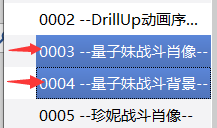 0002 --DrillUp动画序...
0003 --量子妹战斗肖像--
0004 --量子妹战斗背景--
0005 --珍妮战斗肖像--